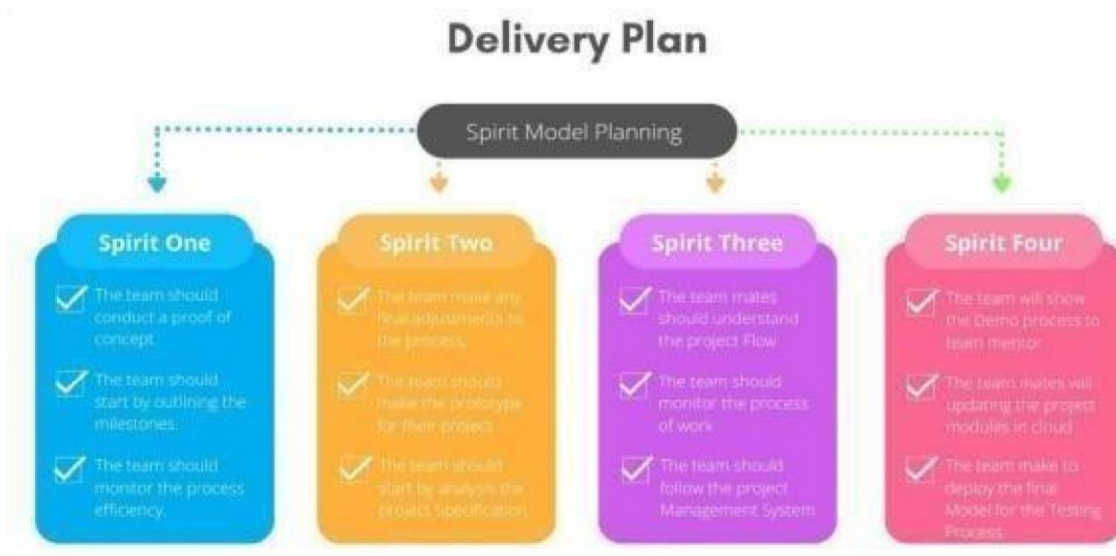 Delivery Plan
Spirit Model Planning
Spirit One
The team should
conduct a proof of
concept
The team should
start by outlining the
milestones.
The team should
monitor the process
efficiency.
Spirit Two
The team make any
final adjustments to
the process.
The team should
make the prototype
for their project
The team should
start by analysis the
project Specification
Spirit Three
The team mates
should understand
the project Flow
The team should
monitor the process
of work
The team should
follow the project
Management System
Spirit Four
The team will show
the Demo process to
team mentor
The team mates will
updating the project
modules in cloud
The team make to
deploy the final
Model for the Testing
Process.